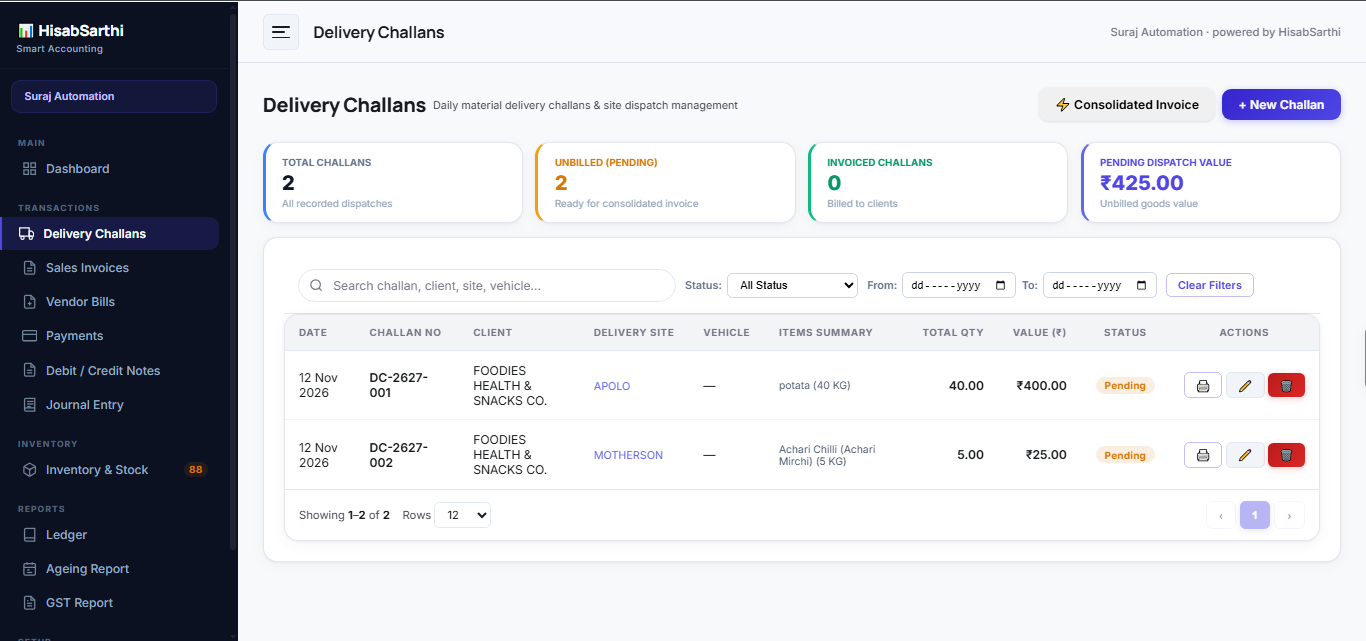 HisabSarthi
Smart Accounting
Suraj Automation
MAIN
Dashboard
TRANSACTIONS
Delivery Challans
Sales Invoices
Vendor Bills
Payments
Debit / Credit Notes
Journal Entry
INVENTORY
Inventory & Stock 88
REPORTS
Ledger
Ageing Report
GST Report
Delivery Challans
Suraj Automation · powered by HisabSarthi
Delivery Challans Daily material delivery challans & site dispatch management
Consolidated Invoice
+ New Challan
TOTAL CHALLANS
2
All recorded dispatches
UNBILLED (PENDING)
2
Ready for consolidated invoice
INVOICED CHALLANS
0
Billed to clients
PENDING DISPATCH VALUE
₹425.00
Unbilled goods value
Search challan, client, site, vehicle... Status: All Status From: dd-----yyyy To: dd-----yyyy Clear Filters
DATE CHALLAN NO CLIENT DELIVERY SITE VEHICLE ITEMS SUMMARY TOTAL QTY VALUE (₹) STATUS ACTIONS
12 Nov
2026
DC-2627-
001
FOODIES
HEALTH &
SNACKS CO.
APOLO
—
potata (40 KG)
40.00
₹400.00
Pending
12 Nov
2026
DC-2627-
002
FOODIES
HEALTH &
SNACKS CO.
MOTHERSON
—
Achari Chilli (Achari
Mirchi) (5 KG)
5.00
₹25.00
Pending
Showing 1–2 of 2 Rows 12
‹ 1 ›